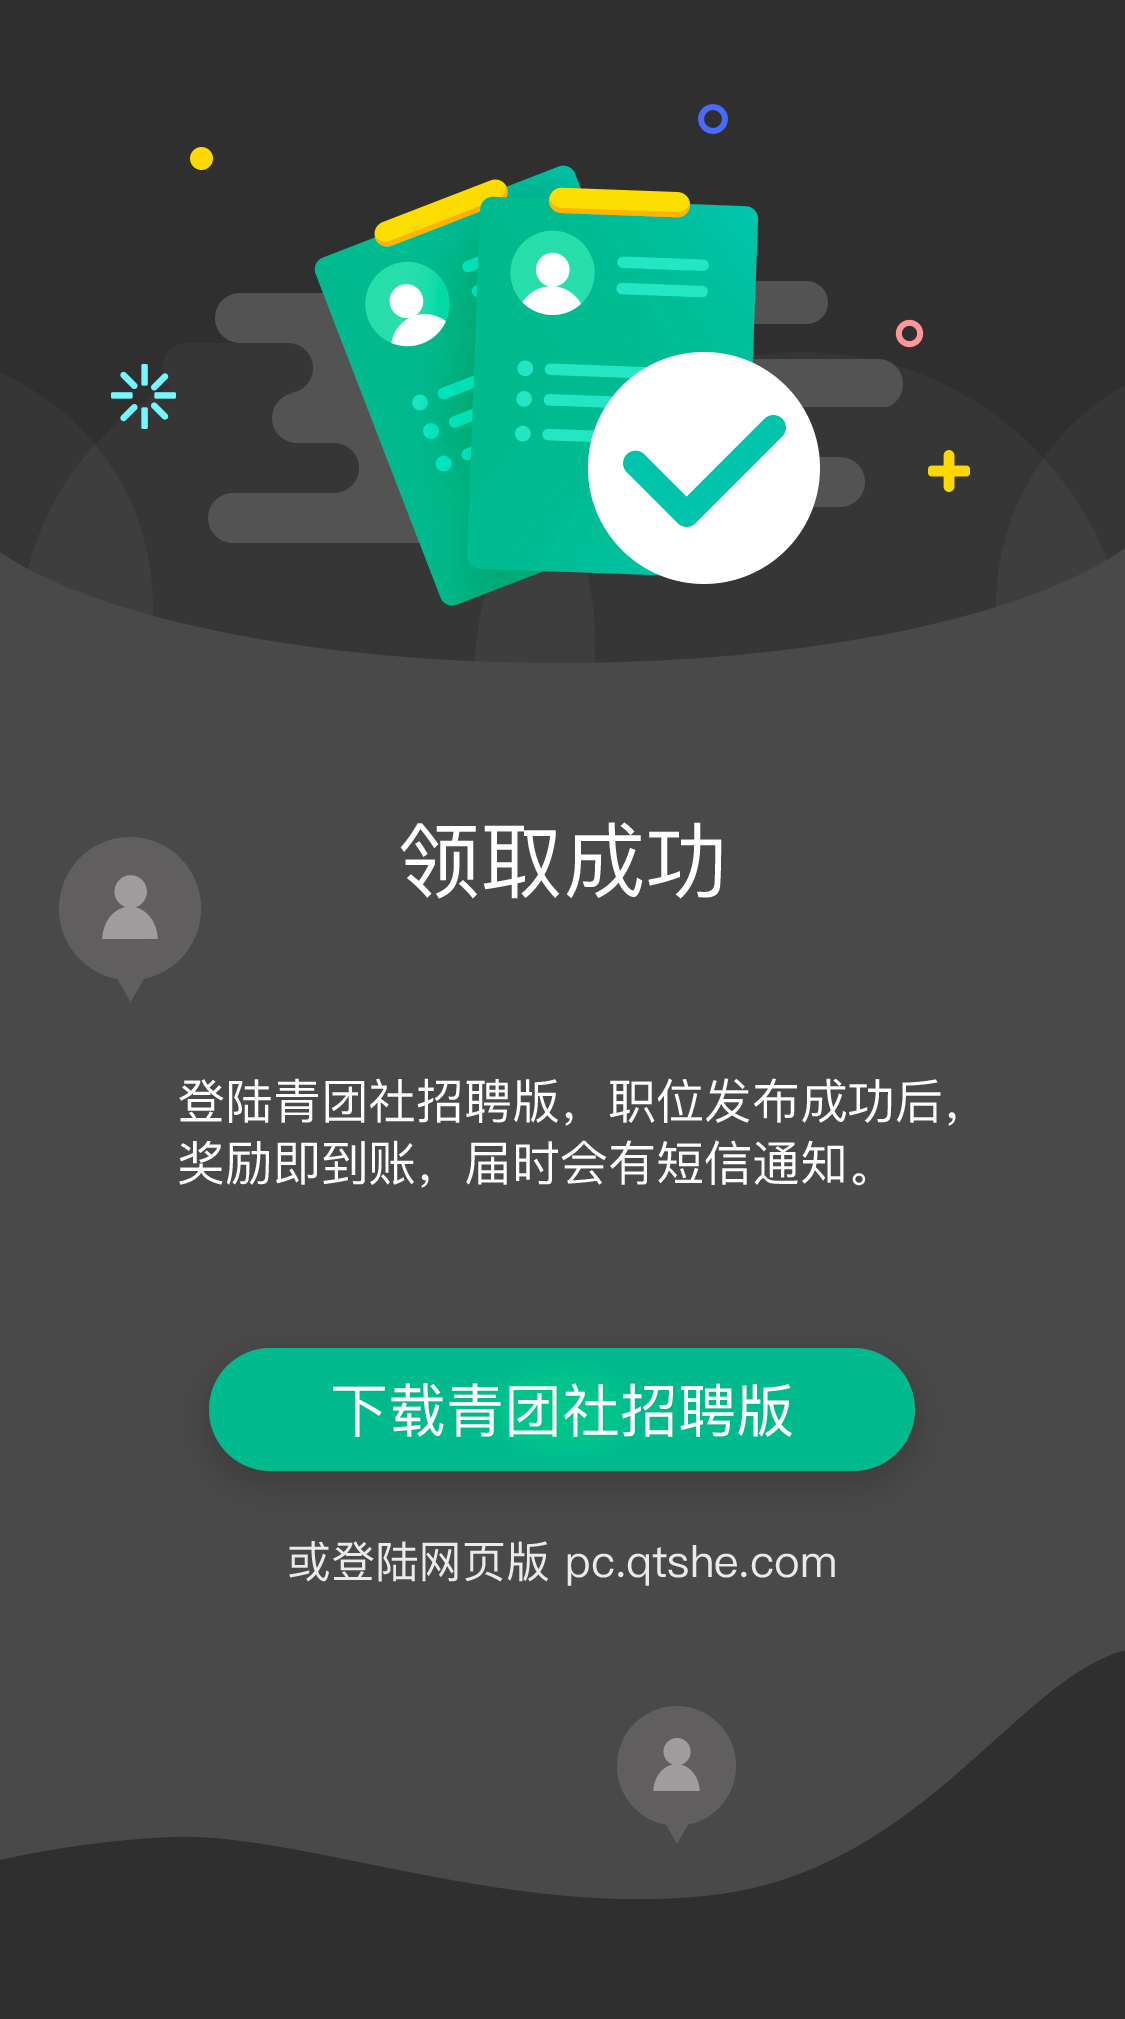 领取成功
登陆青团社招聘版，职位发布成功后，
奖励即到账，届时会有短信通知。
下载青团社招聘版
或登陆网页版 pc.qtshe.com